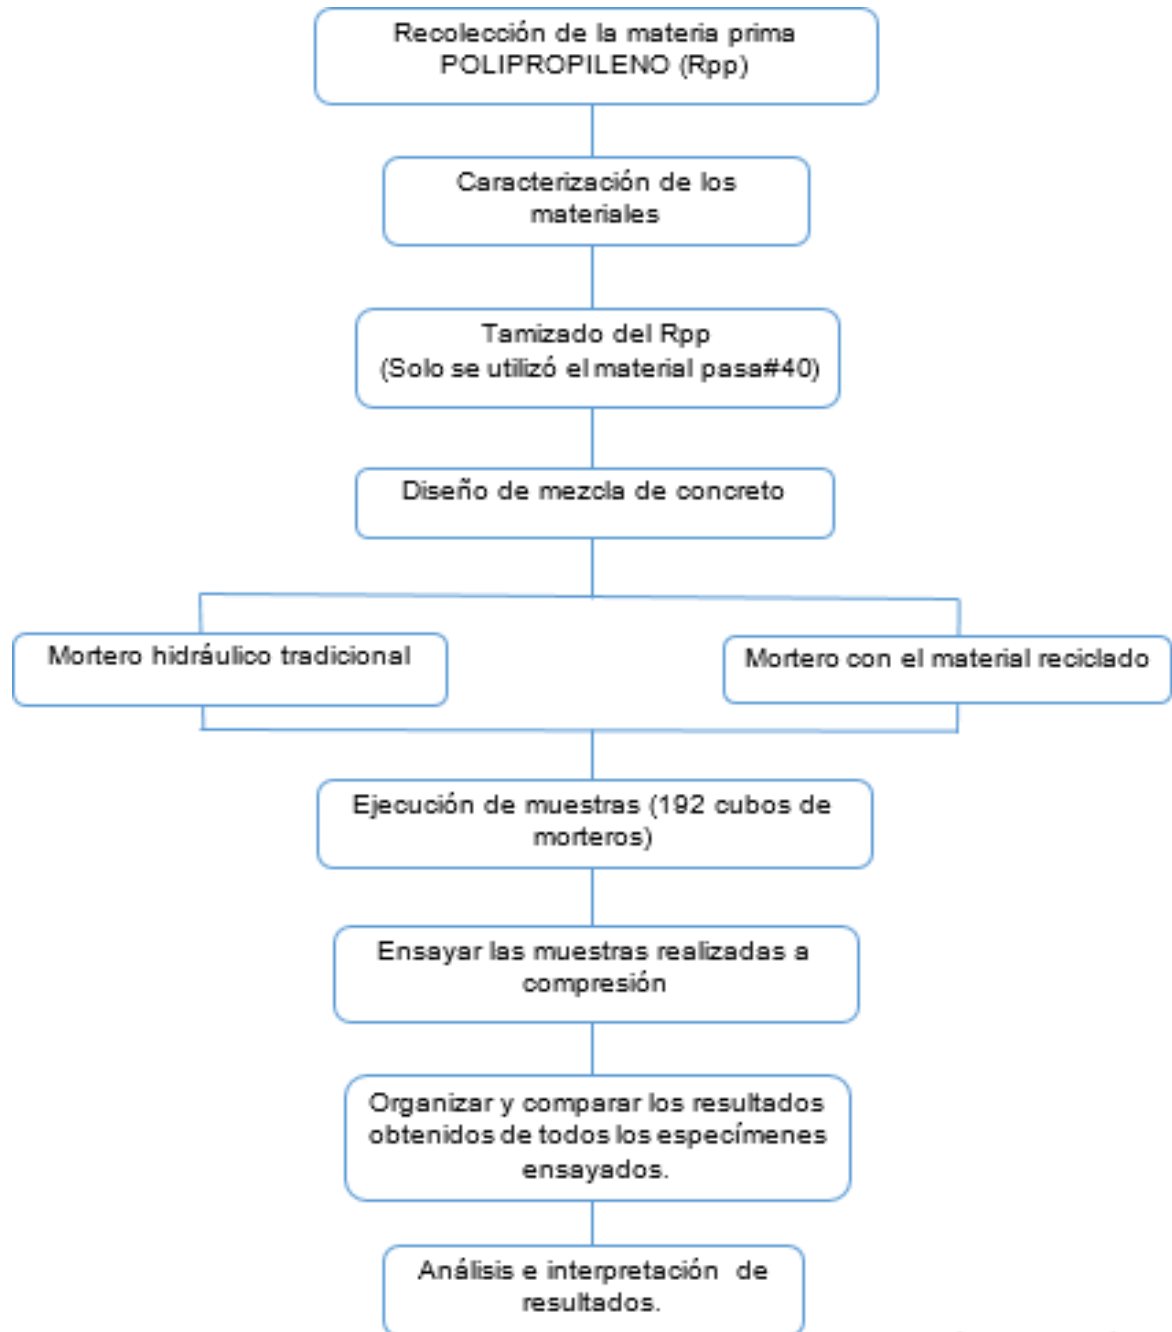 Recolección de la materia prima
POLIPROPILENO (Rpp)
Caracterización de los
materiales
Tamizado del Rpp
(Solo se utilizó el material pasa#40)
Diseño de mezcla de concreto
Mortero hidráulico tradicional
Mortero con el material reciclado
Ejecución de muestras (192 cubos de
morteros)
Ensayar las muestras realizadas a
compresión
Organizar y comparar los resultados
obtenidos de todos los especímenes
ensayados.
Análisis e interpretación de
resultados.